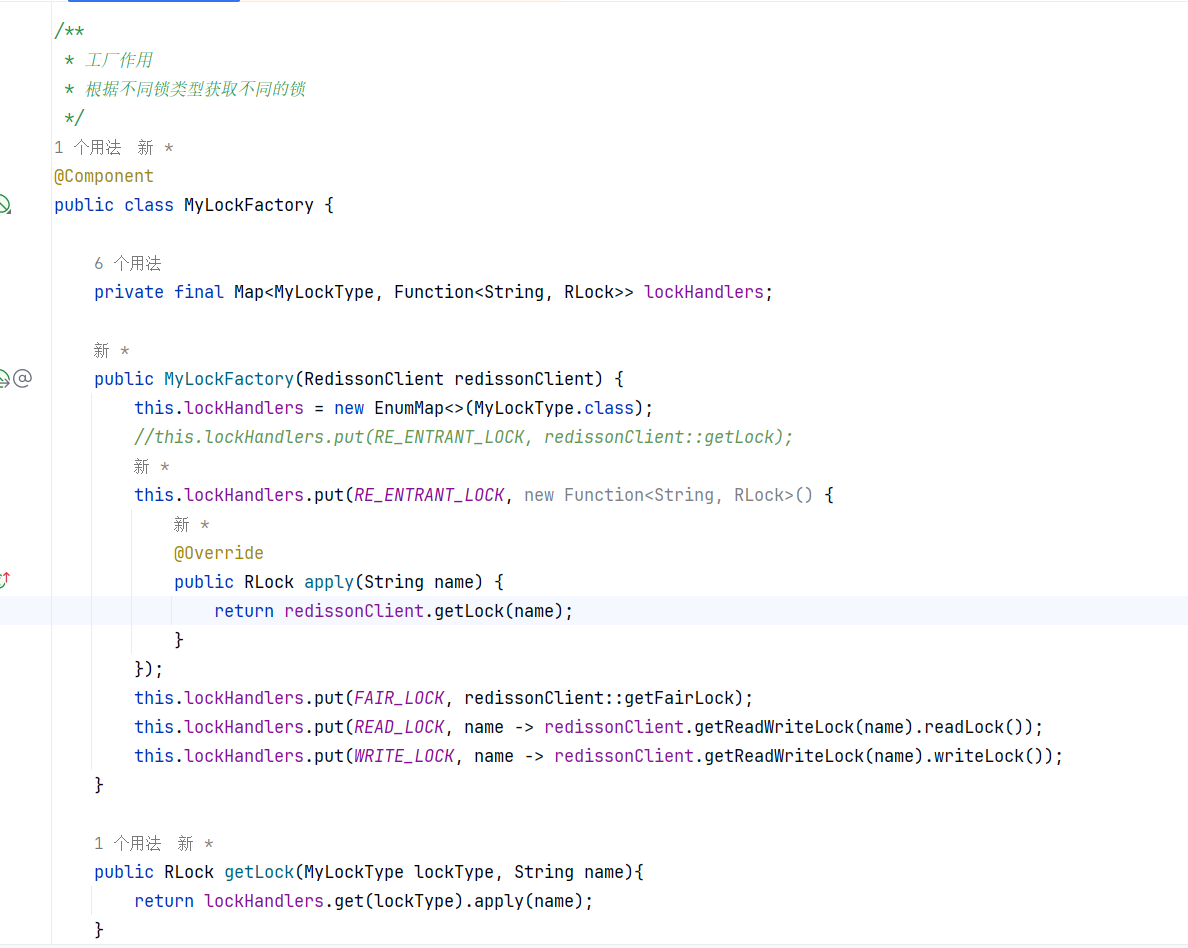 /**
 * 工厂作用
 * 根据不同锁类型获取不同的锁
 */
1 个用法 新 *
@Component
public class MyLockFactory {
6 个用法
private final Map<MyLockType, Function<String, RLock>> lockHandlers;
新 *
public MyLockFactory(RedissonClient redissonClient) {
this.lockHandlers = new EnumMap<>(MyLockType.class);
//this.lockHandlers.put(RE_ENTRANT_LOCK, redissonClient::getLock);
新 *
this.lockHandlers.put(RE_ENTRANT_LOCK, new Function<String, RLock>() {
新 *
@Override
public RLock apply(String name) {
return redissonClient.getLock(name);
}
});
this.lockHandlers.put(FAIR_LOCK, redissonClient::getFairLock);
this.lockHandlers.put(READ_LOCK, name -> redissonClient.getReadWriteLock(name).readLock());
this.lockHandlers.put(WRITE_LOCK, name -> redissonClient.getReadWriteLock(name).writeLock());
}
1 个用法 新 *
public RLock getLock(MyLockType lockType, String name){
return lockHandlers.get(lockType).apply(name);
}